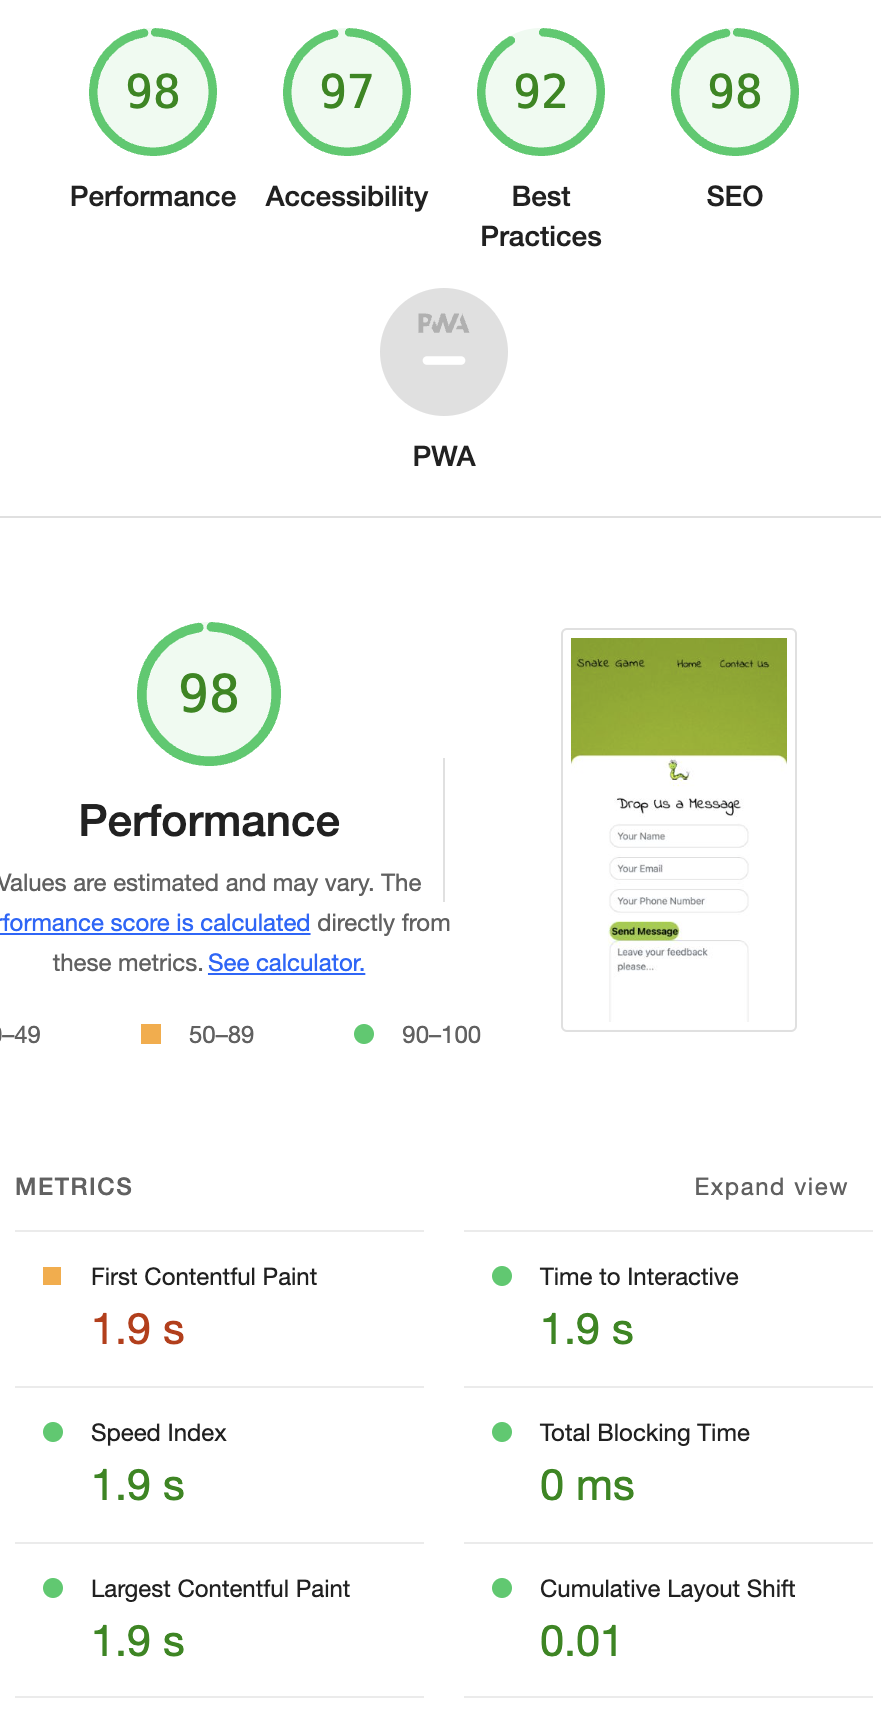 98
97
92
98
Performance
Accessibility
Best
Practices
SEO
PWA
PWA
98
Performance
Values are estimated and may vary. The
rformance score is calculated directly from
these metrics. See calculator.
–49
50–89
90–100
Snake Game
Home
Contact Us
Drop Us a Message
Your Name
Your Email
Your Phone Number
Send Message
Leave your feedback
please...
METRICS
Expand view
First Contentful Paint
1.9 s
Time to Interactive
1.9 s
Speed Index
1.9 s
Total Blocking Time
0 ms
Largest Contentful Paint
1.9 s
Cumulative Layout Shift
0.01